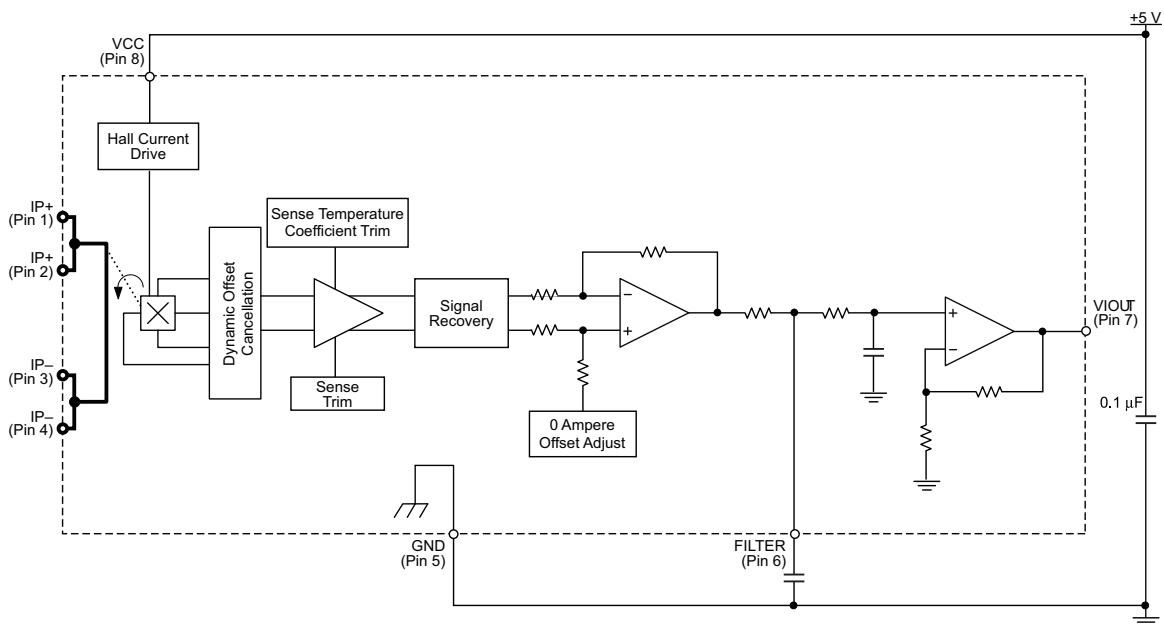 +5 V
VCC
(Pin 8)
Hall Current
Drive
IP+
(Pin 1)
IP+
(Pin 2)
IP–
(Pin 3)
IP–
(Pin 4)
Dynamic Offset
Cancellation
Sense Temperature
Coefficient Trim
Sense
Trim
Signal
Recovery
−
+
0 Ampere
Offset Adjust
+
−
VIOUT
(Pin 7)
0.1 μF
GND
(Pin 5)
FILTER
(Pin 6)